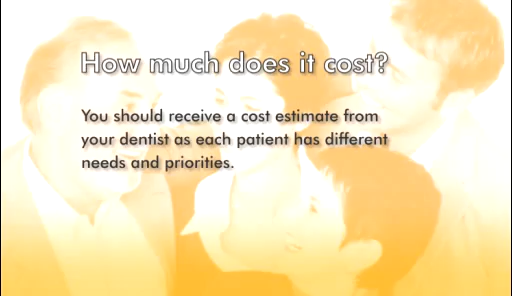 How much does it cost?
You should receive a cost estimate from
your dentist as each patient has different
needs and priorities.